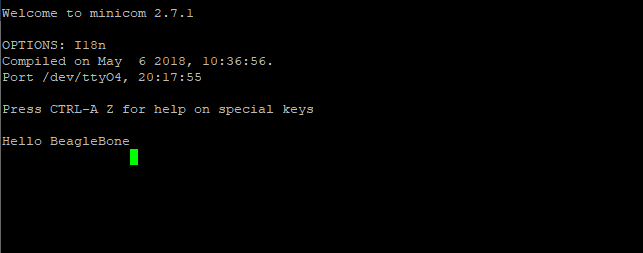 Welcome to minicom 2.7.1
OPTIONS: I18n
Compiled on May  6 2018, 10:36:56.
Port /dev/ttyO4, 20:17:55
Press CTRL-A Z for help on special keys
Hello BeagleBone